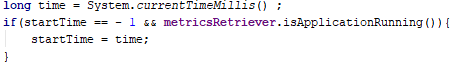 long time = System.currentTimeMillis() ;
if(startTime == - 1 && metricsRetriever.isApplicationRunning()){
startTime = time;
}